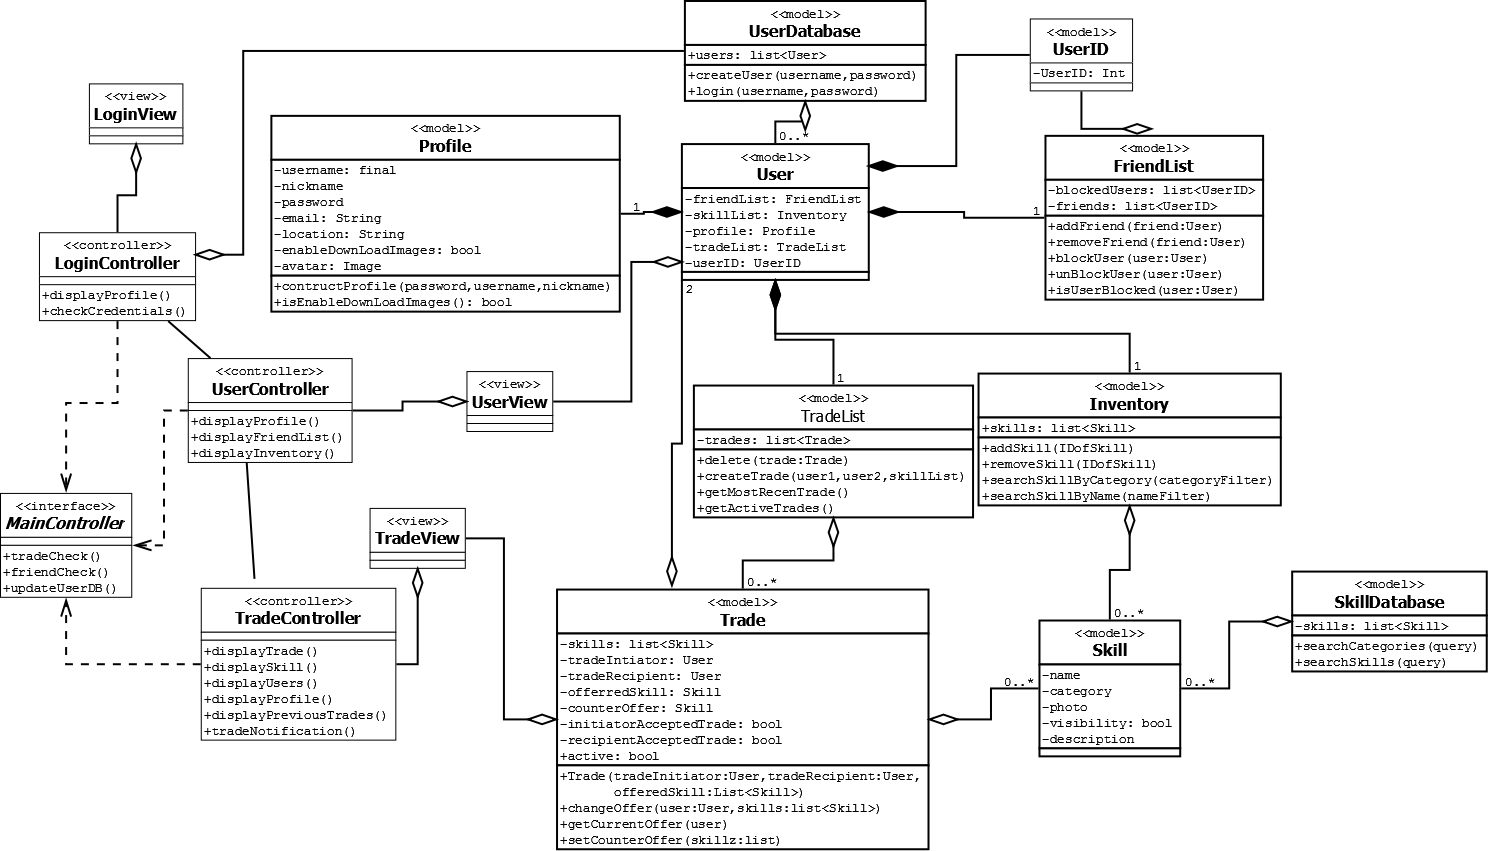 <<model>>
UserDatabase
+users: list<User>
+createUser(username,password)
+login(username,password)
0..*
<<model>>
UserID
-UserID: Int
<<view>>
LoginView
<<model>>
Profile
-username: final
-nickname
-password
-email: String
-location: String
-enableDownLoadImages: bool
-avatar: Image
+contructProfile(password,username,nickname)
+isEnableDownLoadImages(): bool
1
<<model>>
User
-friendList: FriendList
-skillList: Inventory
-profile: Profile
-tradeList: TradeList
-userID: UserID
2
1
<<model>>
FriendList
-blockedUsers: list<UserID>
-friends: list<UserID>
+addFriend(friend:User)
+removeFriend(friend:User)
+blockUser(user:User)
+unBlockUser(user:User)
+isUserBlocked(user:User)
<<controller>>
LoginController
+displayProfile()
+checkCredentials()
<<controller>>
UserController
+displayProfile()
+displayFriendList()
+displayInventory()
<<view>>
UserView
1
<<model>>
TradeList
-trades: list<Trade>
+delete(trade:Trade)
+createTrade(user1,user2,skillList)
+getMostRecenTrade()
+getActiveTrades()
0..*
1
<<model>>
Inventory
+skills: list<Skill>
+addSkill(IDofSkill)
+removeSkill(IDofSkill)
+searchSkillByCategory(categoryFilter)
+searchSkillByName(nameFilter)
0..*
<<interface>>
MainController
+tradeCheck()
+friendCheck()
+updateUserDB()
<<view>>
TradeView
<<controller>>
TradeController
+displayTrade()
+displaySkill()
+displayUsers()
+displayProfile()
+displayPreviousTrades()
+tradeNotification()
<<model>>
Trade
-skills: list<Skill>
-tradeIntiator: User
-tradeRecipient: User
-offerredSkill: Skill
-counterOffer: Skill
-initiatorAcceptedTrade: bool
-recipientAcceptedTrade: bool
+active: bool
+Trade(tradeInitiator:User,tradeRecipient:User,
offeredSkill:List<Skill>)
+changeOffer(user:User,skills:list<Skill>)
+getCurrentOffer(user)
+setCounterOffer(skillz:list)
0..*
<<model>>
Skill
-name
-category
-photo
-visibility: bool
-description
0..*
<<model>>
SkillDatabase
-skills: list<Skill>
+searchCategories(query)
+searchSkills(query)